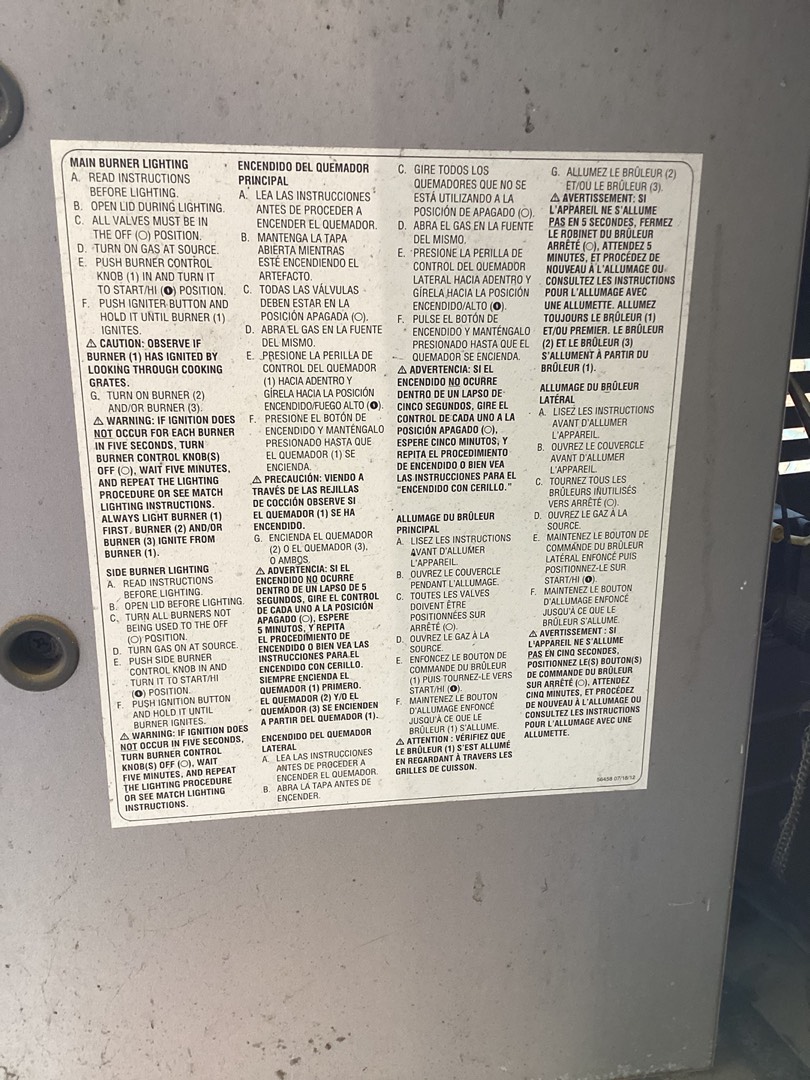 MAIN BURNER LIGHTING
A. READ INSTRUCTIONS
BEFORE LIGHTING.
B. OPEN LID DURING LIGHTING.
C. ALL VALVES MUST BE IN
THE OFF (○) POSITION.
D. TURN ON GAS AT SOURCE.
E. PUSH BURNER CONTROL
KNOB (1) IN AND TURN IT
TO START/HI POSITION.
F. PUSH IGNITER BUTTON AND
HOLD IT UNTIL BURNER (1)
IGNITES.
⚠ CAUTION: OBSERVE IF
BURNER (1) HAS IGNITED BY
LOOKING THROUGH COOKING
GRATES.
G. TURN ON BURNER (2)
AND/OR BURNER (3).
⚠ WARNING: IF IGNITION DOES
NOT OCCUR FOR EACH BURNER
IN FIVE SECONDS, TURN
BURNER CONTROL KNOB(S)
OFF (○), WAIT FIVE MINUTES,
AND REPEAT THE LIGHTING
PROCEDURE OR SEE MATCH
LIGHTING INSTRUCTIONS.
ALWAYS LIGHT BURNER (1)
FIRST, BURNER (2) AND/OR
BURNER (3) IGNITE FROM
BURNER (1).
SIDE BURNER LIGHTING
A. READ INSTRUCTIONS
BEFORE LIGHTING.
B. OPEN LID BEFORE LIGHTING.
C. TURN ALL BURNERS NOT
BEING USED TO THE OFF
(○) POSITION.
D. TURN GAS ON AT SOURCE.
E. PUSH SIDE BURNER
CONTROL KNOB IN AND
TURN IT TO START/HI
POSITION.
F. PUSH IGNITION BUTTON
AND HOLD IT UNTIL
BURNER IGNITES.
⚠ WARNING: IF IGNITION DOES
NOT OCCUR IN FIVE SECONDS,
TURN BURNER CONTROL
KNOB(S) OFF (○), WAIT
FIVE MINUTES, AND REPEAT
THE LIGHTING PROCEDURE
OR SEE MATCH LIGHTING
INSTRUCTIONS.
ENCENDIDO DEL QUEMADOR
PRINCIPAL
A. LEA LAS INSTRUCCIONES
ANTES DE PROCEDER A
ENCENDER EL QUEMADOR.
B. MANTENGA LA TAPA
ABIERTA MIENTRAS
ESTÉ ENCENDIENDO EL
ARTEFACTO.
C. TODAS LAS VÁLVULAS
DEBEN ESTAR EN LA
POSICIÓN APAGADA (○).
D. ABRA EL GAS EN LA FUENTE
DEL MISMO.
E. PRESIONE LA PERILLA DE
CONTROL DEL QUEMADOR
(1) HACIA ADENTRO Y
GÍRELA HACIA LA POSICIÓN
ENCENDIDO/FUEGO ALTO.
F. PRESIONE EL BOTÓN DE
ENCENDIDO Y MANTÉNGALO
PRESIONADO HASTA QUE
EL QUEMADOR (1) SE
ENCIENDA.
⚠ PRECAUCIÓN: VIENDO A
TRAVÉS DE LAS REJILLAS
DE COCCIÓN OBSERVE SI
EL QUEMADOR (1) SE HA
ENCENDIDO.
G. ENCIENDA EL QUEMADOR
(2) O EL QUEMADOR (3),
O AMBOS.
⚠ ADVERTENCIA: SI EL
ENCENDIDO NO OCURRE
DENTRO DE UN LAPSO DE 5
SEGUNDOS, GIRE EL CONTROL
DE CADA UNO A LA POSICIÓN
APAGADO (○), ESPERE
5 MINUTOS, Y REPITA
EL PROCEDIMIENTO DE
ENCENDIDO O BIEN VEA LAS
INSTRUCCIONES PARA EL
ENCENDIDO CON CERILLO.
SIEMPRE ENCIENDA EL
QUEMADOR (1) PRIMERO.
EL QUEMADOR (2) Y/O EL
QUEMADOR (3) SE ENCIENDEN
A PARTIR DEL QUEMADOR (1).
ENCENDIDO DEL QUEMADOR
LATERAL
A. LEA LAS INSTRUCCIONES
ANTES DE PROCEDER A
ENCENDER EL QUEMADOR.
B. ABRA LA TAPA ANTES DE
ENCENDER.
C. GIRE TODOS LOS
QUEMADORES QUE NO SE
ESTÁ UTILIZANDO A LA
POSICIÓN DE APAGADO (○).
D. ABRA EL GAS EN LA FUENTE
DEL MISMO.
E. PRESIONE LA PERILLA DE
CONTROL DEL QUEMADOR
LATERAL HACIA ADENTRO Y
GÍRELA HACIA LA POSICIÓN
ENCENDIDO/ALTO.
F. PULSE EL BOTÓN DE
ENCENDIDO Y MANTÉNGALO
PRESIONADO HASTA QUE EL
QUEMADOR SE ENCIENDA.
⚠ ADVERTENCIA: SI EL
ENCENDIDO NO OCURRE
DENTRO DE UN LAPSO DE
CINCO SEGUNDOS, GIRE EL
CONTROL DE CADA UNO A LA
POSICIÓN APAGADO (○),
ESPERE CINCO MINUTOS, Y
REPITA EL PROCEDIMIENTO
DE ENCENDIDO O BIEN VEA
LAS INSTRUCCIONES PARA EL
"ENCENDIDO CON CERILLO."
ALLUMAGE DU BRÛLEUR
PRINCIPAL
A. LISEZ LES INSTRUCTIONS
AVANT D'ALLUMER
L'APPAREIL.
B. OUVREZ LE COUVERCLE
PENDANT L'ALLUMAGE.
C. TOUTES LES VALVES
DOIVENT ÊTRE
POSITIONNÉES SUR
ARRÊTÉ (○).
D. OUVREZ LE GAZ À LA
SOURCE.
E. ENFONCEZ LE BOUTON DE
COMMANDE DU BRÛLEUR
(1) PUIS TOURNEZ-LE VERS
START/HI.
F. MAINTENEZ LE BOUTON
D'ALLUMAGE ENFONCÉ
JUSQU'À CE QUE LE
BRÛLEUR (1) S'ALLUME.
⚠ ATTENTION : VÉRIFIEZ QUE
LE BRÛLEUR (1) S'EST ALLUMÉ
EN REGARDANT À TRAVERS LES
GRILLES DE CUISSON.
G. ALLUMEZ LE BRÛLEUR (2)
ET/OU LE BRÛLEUR (3).
⚠ AVERTISSEMENT: SI
L'APPAREIL NE S'ALLUME
PAS EN 5 SECONDES, FERMEZ
LE ROBINET DU BRÛLEUR
ARRÊTÉ (○), ATTENDEZ 5
MINUTES, ET PROCÉDEZ DE
NOUVEAU À L'ALLUMAGE OU
CONSULTEZ LES INSTRUCTIONS
POUR L'ALLUMAGE AVEC
UNE ALLUMETTE. ALLUMEZ
TOUJOURS LE BRÛLEUR (1)
ET/OU PREMIER. LE BRÛLEUR
(2) ET LE BRÛLEUR (3)
S'ALLUMENT À PARTIR DU
BRÛLEUR (1).
ALLUMAGE DU BRÛLEUR
LATÉRAL
A. LISEZ LES INSTRUCTIONS
AVANT D'ALLUMER
L'APPAREIL.
B. OUVREZ LE COUVERCLE
AVANT D'ALLUMER
L'APPAREIL.
C. TOURNEZ TOUS LES
BRÛLEURS INUTILISÉS
VERS ARRÊTÉ (○).
D. OUVREZ LE GAZ À LA
SOURCE.
E. MAINTENEZ LE BOUTON DE
COMMANDE DU BRÛLEUR
LATÉRAL ENFONCÉ PUIS
POSITIONNEZ-LE SUR
START/HI.
F. MAINTENEZ LE BOUTON
D'ALLUMAGE ENFONCÉ
JUSQU'À CE QUE LE
BRÛLEUR S'ALLUME.
⚠ AVERTISSEMENT : SI
L'APPAREIL NE S'ALLUME
PAS EN CINQ SECONDES,
POSITIONNEZ LE(S) BOUTON(S)
DE COMMANDE DU BRÛLEUR
SUR ARRÊTÉ (○), ATTENDEZ
CINQ MINUTES, ET PROCÉDEZ
DE NOUVEAU À L'ALLUMAGE OU
CONSULTEZ LES INSTRUCTIONS
POUR L'ALLUMAGE AVEC UNE
ALLUMETTE.
56458 07/18/12